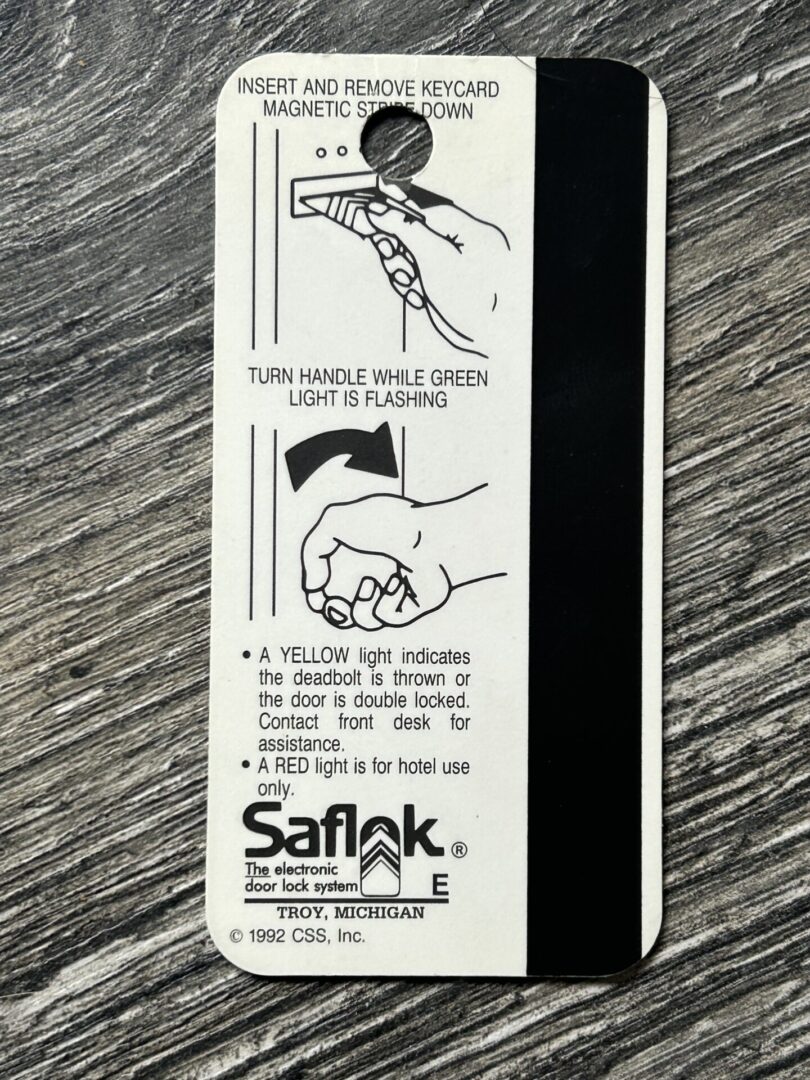 INSERT AND REMOVE KEYCARD
MAGNETIC STRIPE DOWN
TURN HANDLE WHILE GREEN
LIGHT IS FLASHING
• A YELLOW light indicates
the deadbolt is thrown or
the door is double locked.
Contact front desk for
assistance.
• A RED light is for hotel use
only.
Saflok ®
The electronic
door lock system
E
TROY, MICHIGAN
© 1992 CSS, Inc.